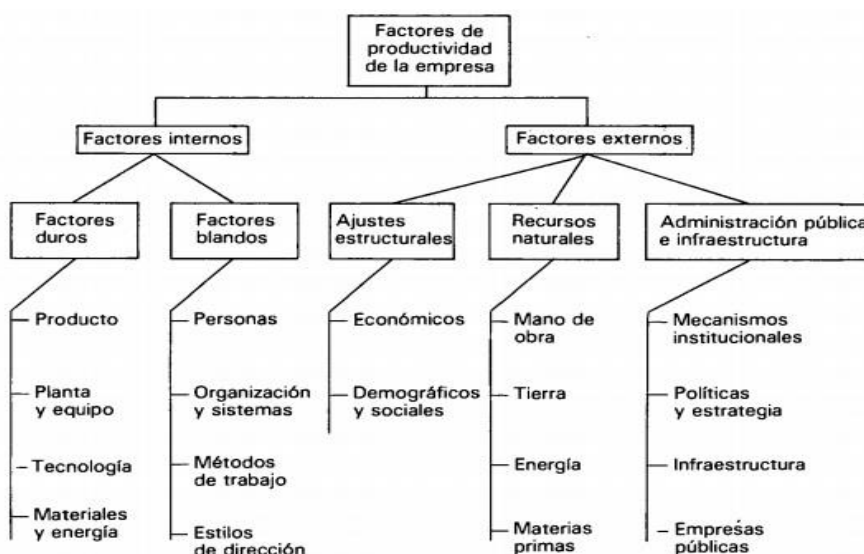 Factores de
productividad
de la empresa
Factores internos
Factores externos
Factores
duros
Factores
blandos
Ajustes
estructurales
Recursos
naturales
Administración pública
e infraestructura
Producto
Planta
y equipo
Tecnología
Materiales
y energía
Personas
Organización
y sistemas
Métodos
de trabajo
Estilos
de dirección
Económicos
Demográficos
y sociales
Mano de
obra
Tierra
Energía
Materias
primas
Mecanismos
institucionales
Políticas
y estrategia
Infraestructura
Empresas
públicas